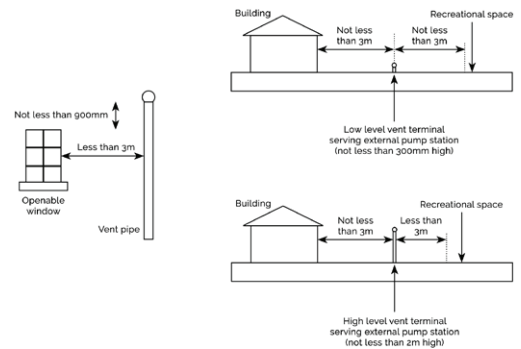 Not less than 900mm
Less than 3m
Openable
window
Vent pipe
Building
Not less
than 3m
Not less
than 3m
Recreational space
Low level vent terminal
serving external pump station
(not less than 300mm high)
Building
Not less
than 3m
Less than
3m
Recreational space
High level vent terminal
serving external pump station
(not less than 2m high)